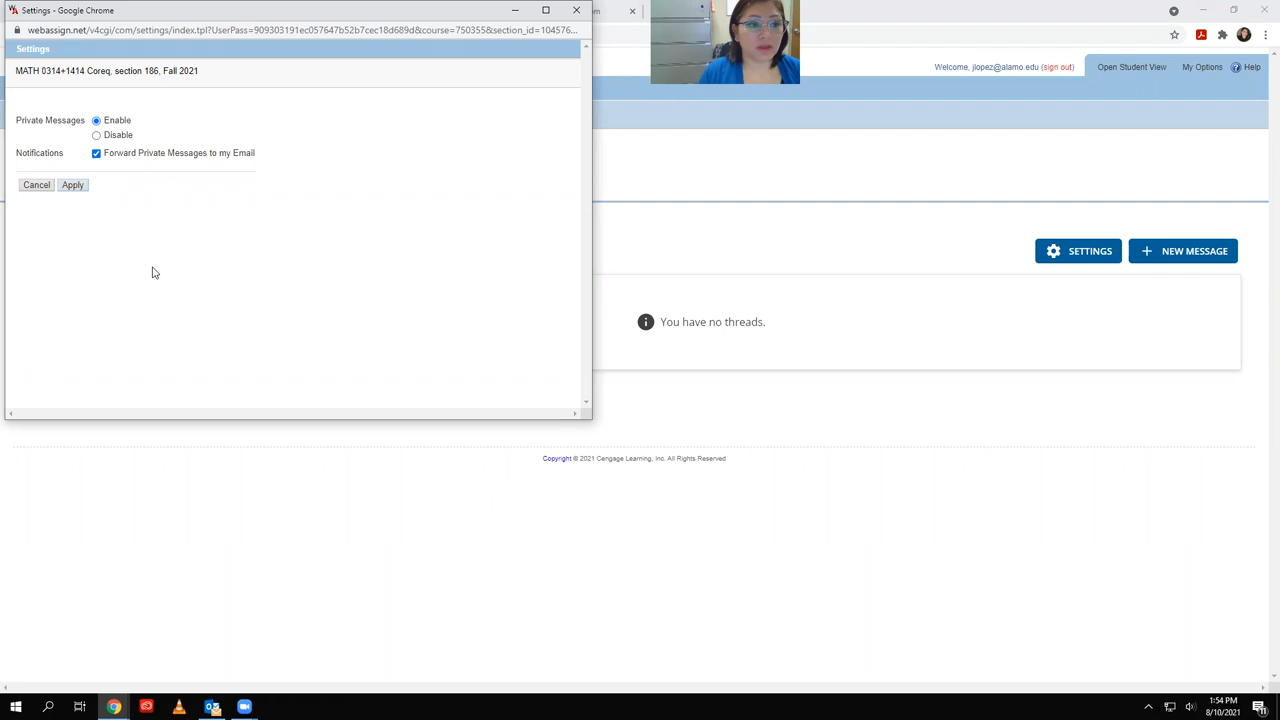 Settings - Google Chrome
webassign.net/v4cgi/com/settings/index.tpl?UserPass=909303191ec057647b52b7cec18d689d&course=750355&section_id=104576...
Settings
MATH 0314+1414 Coreq, section 186, Fall 2021
Welcome, jlopez@alamo.edu (sign out)
Open Student View
My Options
Help
Private Messages
Enable
Disable
Notifications
Forward Private Messages to my Email
Cancel
Apply
SETTINGS
NEW MESSAGE
You have no threads.
Copyright © 2021 Cengage Learning, Inc. All Rights Reserved
1:54 PM
8/10/2021